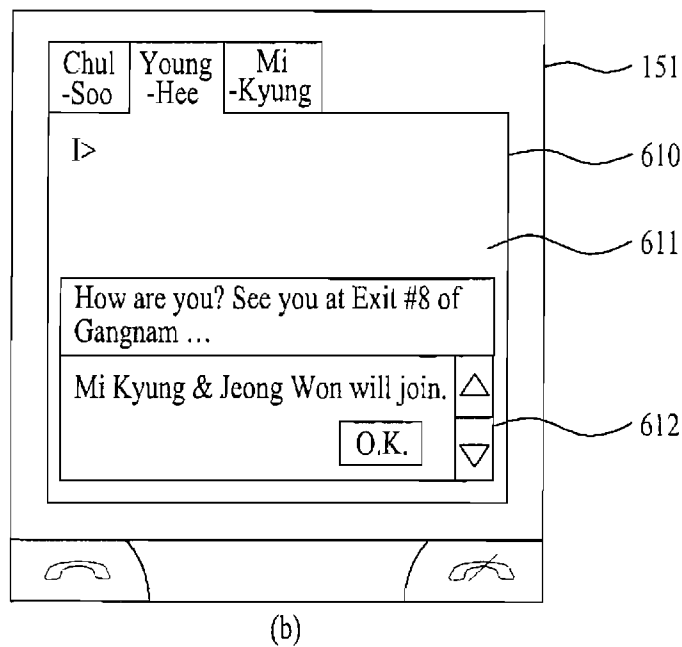 Chul
-Soo
Young
-Hee
Mi
-Kyung
151
I>
610
611
How are you? See you at Exit #8 of
Gangnam ...
Mi Kyung & Jeong Won will join.
O.K.
612
(b)